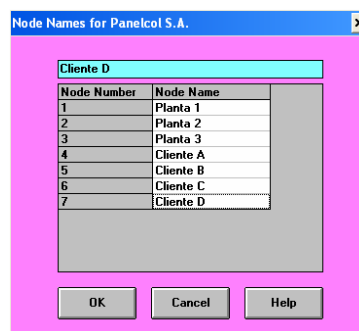 Node Names for Panelcol S.A.
Cliente D
Node Number Node Name
1 Planta 1
2 Planta 2
3 Planta 3
4 Cliente A
5 Cliente B
6 Cliente C
7 Cliente D
OK Cancel Help